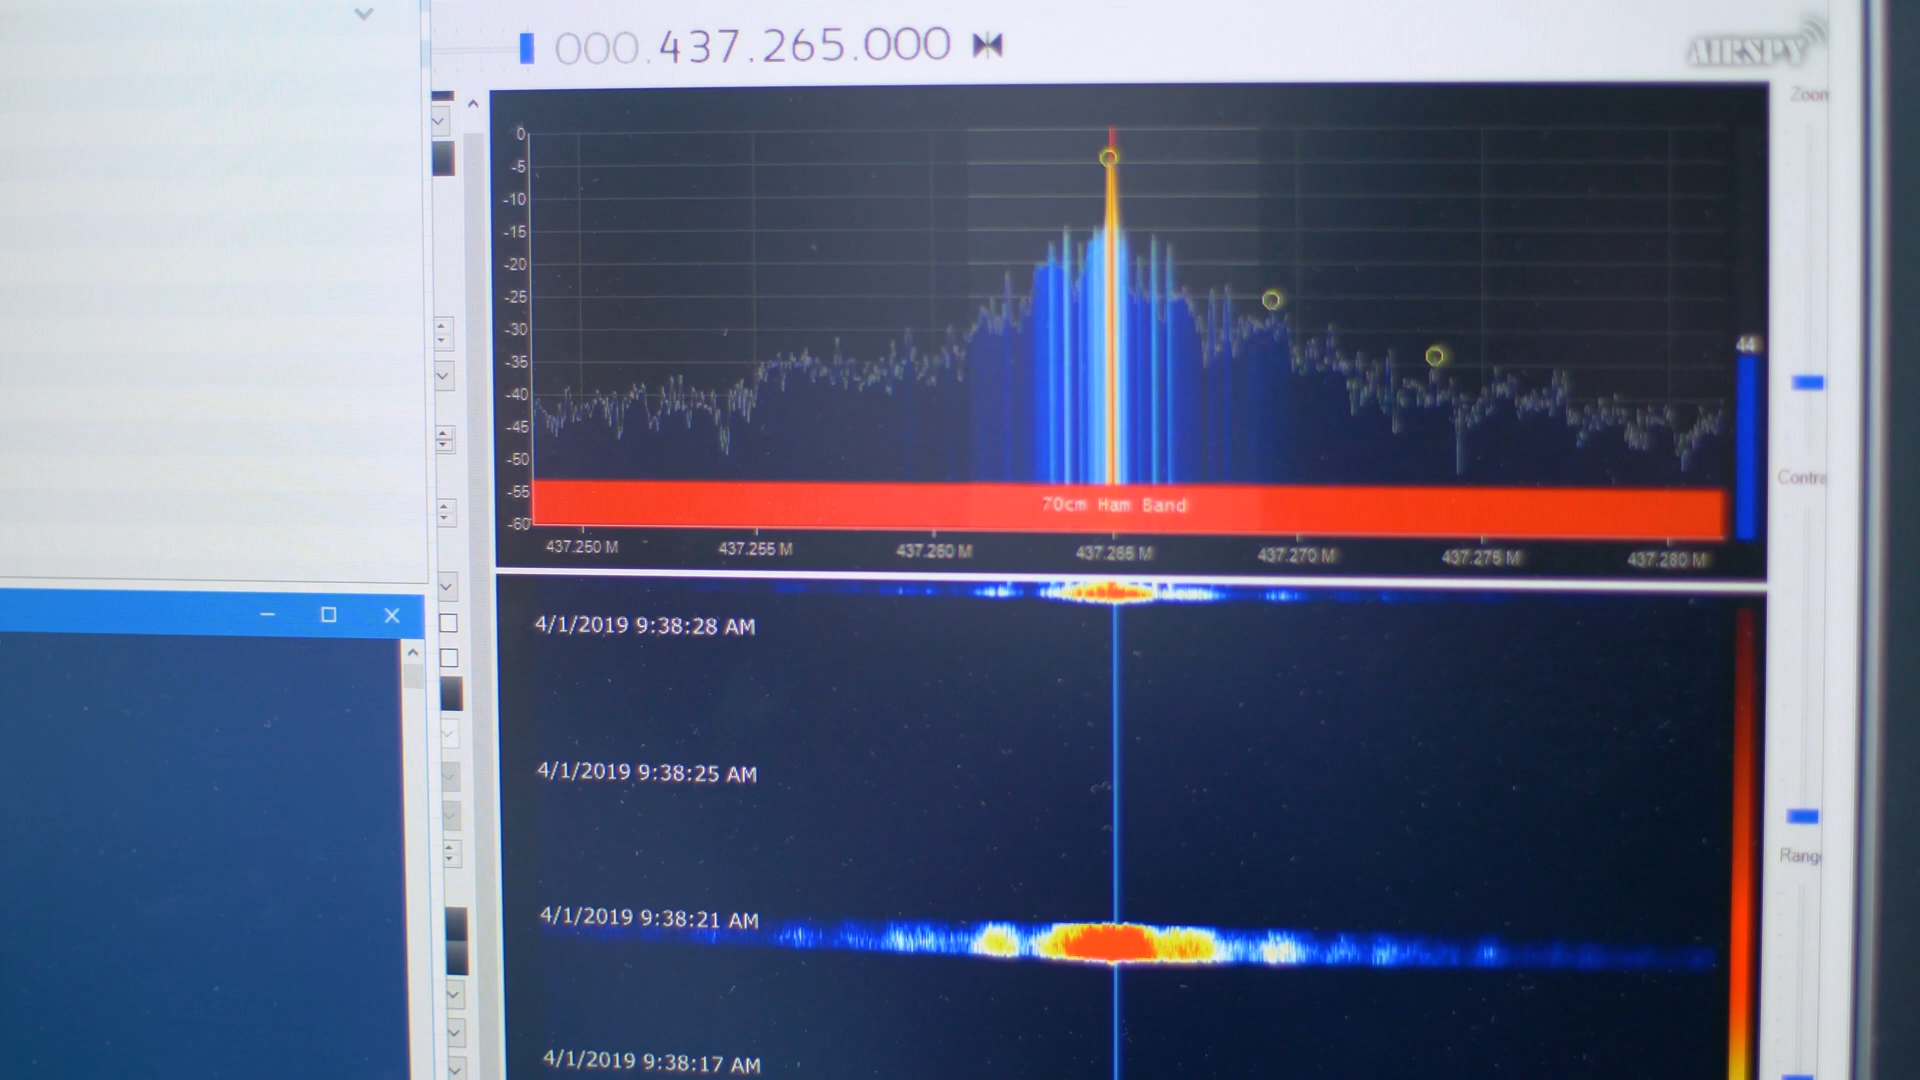 000.437.265.000
AIRSPY
Zoom
0
-5
-10
-15
-20
-25
-30
-35
-40
-45
-50
-55
-60
44
70cm Ham Band
437.250 M
437.255 M
437.260 M
437.265 M
437.270 M
437.275 M
437.280 M
Contra
Rang
4/1/2019 9:38:28 AM
4/1/2019 9:38:25 AM
4/1/2019 9:38:21 AM
4/1/2019 9:38:17 AM